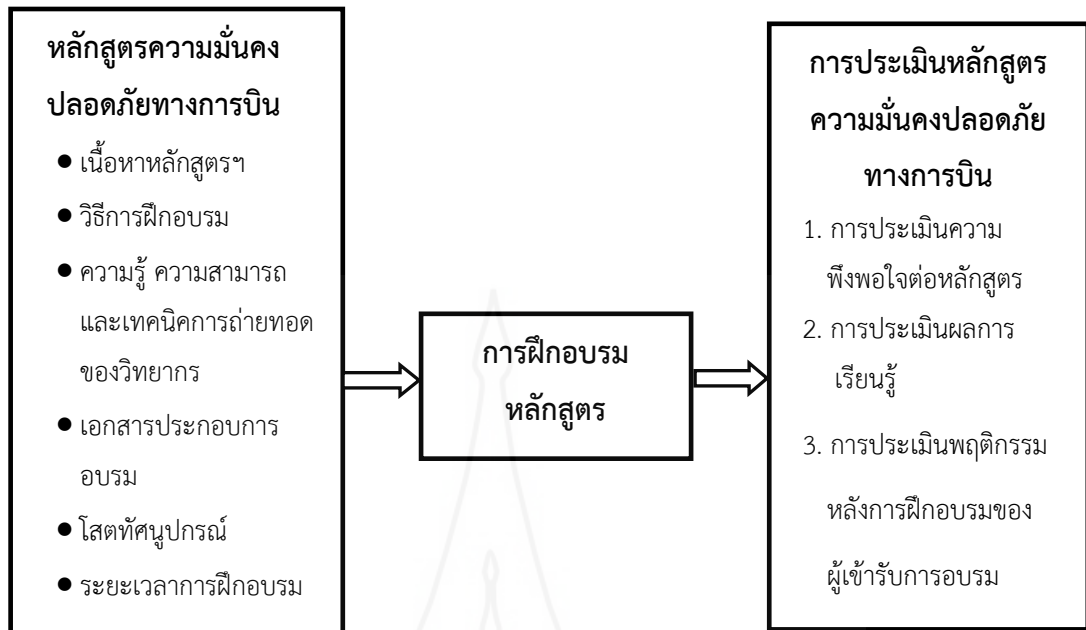 หลักสูตรความมั่นคง
ปลอดภัยทางการบิน
● เนื้อหาหลักสูตรฯ
● วิธีการฝึกอบรม
● ความรู้ ความสามารถ
และเทคนิคการถ่ายทอด
ของวิทยากร
● เอกสารประกอบการ
อบรม
● โสตทัศนูปกรณ์
● ระยะเวลาการฝึกอบรม
การฝึกอบรม
หลักสูตร
การประเมินหลักสูตร
ความมั่นคงปลอดภัย
ทางการบิน
1. การประเมินความ
พึงพอใจต่อหลักสูตร
2. การประเมินผลการ
เรียนรู้
3. การประเมินพฤติกรรม
หลังการฝึกอบรมของ
ผู้เข้ารับการอบรม